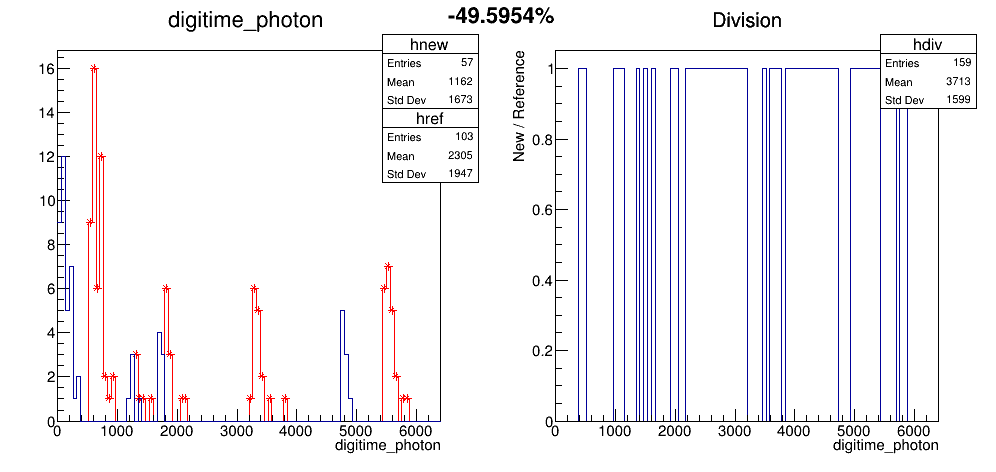 -49.5954%
digitime_photon
hnew
Entries 57
Mean 1162
Std Dev 1673
href
Entries 103
Mean 2305
Std Dev 1947
16
14
12
10
8
6
4
2
0
0 1000 2000 3000 4000 5000 6000
digitime_photon
Division
hdiv
Entries 159
Mean 3713
Std Dev 1599
New / Reference
1
0.8
0.6
0.4
0.2
0
0 1000 2000 3000 4000 5000 6000
digitime_photon